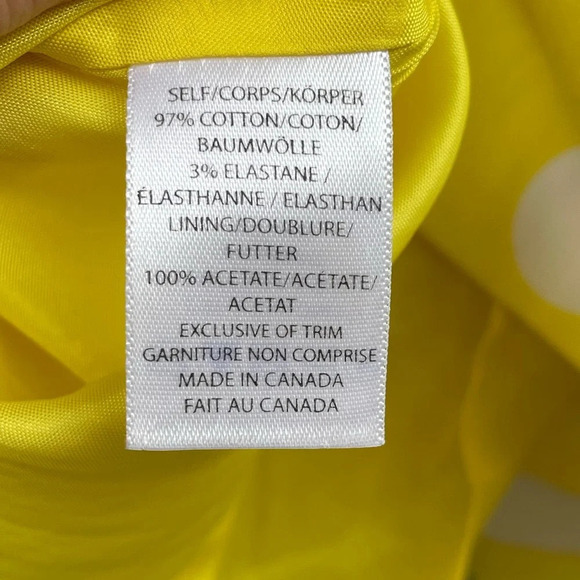 SELF/CORPS/KÖRPER
97% COTTON/COTON/
BAUMWÖLLE
3% ELASTANE /
ÉLASTHANNE / ELASTHAN
LINING/DOUBLURE/
FUTTER
100% ACETATE/ACÉTATE/
ACETAT
EXCLUSIVE OF TRIM
GARNITURE NON COMPRISE
MADE IN CANADA
FAIT AU CANADA